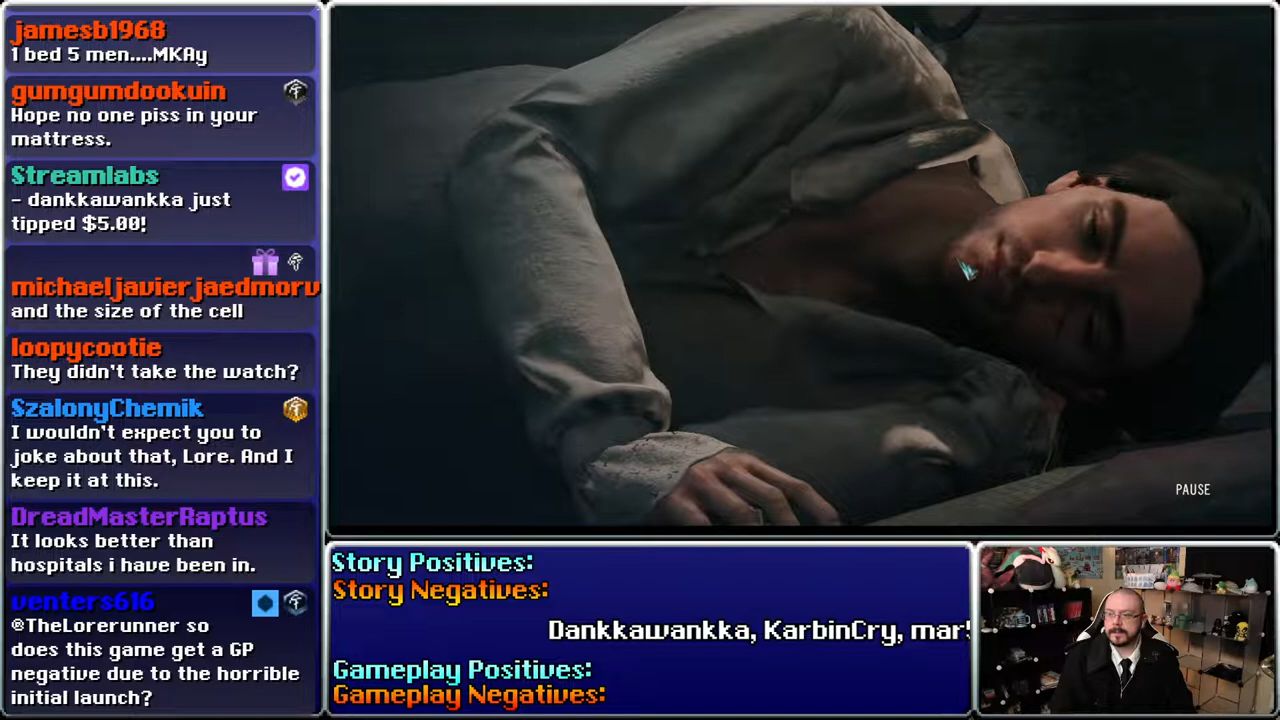 jamesb1968
1 bed 5 men....MKAy
gumgumdookuin
Hope no one piss in your
mattress.
Streamlabs
- dankkawankka just
tipped $5.00!
michaeljavierjaedmorv
and the size of the cell
loopycootie
They didn't take the watch?
SzalonyChemik
I wouldn't expect you to
joke about that, Lore. And I
keep it at this.
DreadMasterRaptus
It looks better than
hospitals i have been in.
venters616
@TheLorerunner so
does this game get a GP
negative due to the horrible
initial launch?
PAUSE
Story Positives:
Story Negatives:
Dankkawankka, KarbinCry, mar
Gameplay Positives:
Gameplay Negatives: